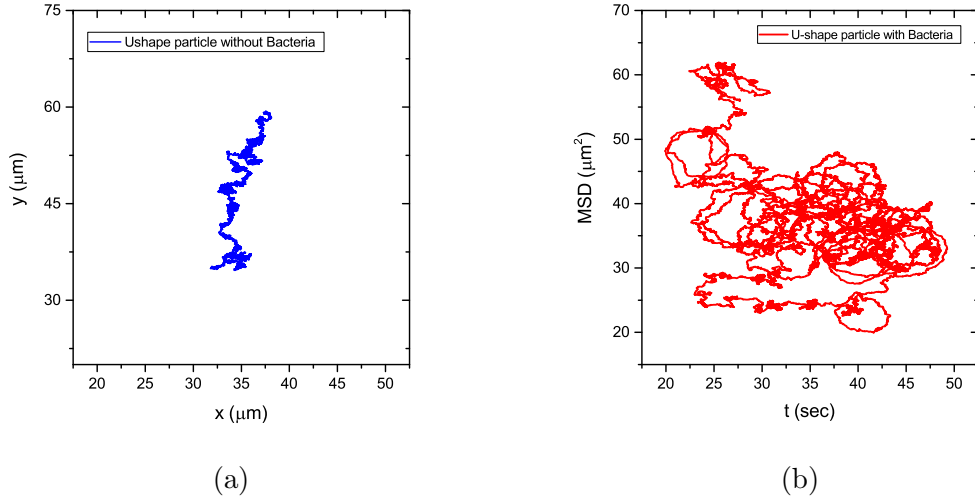 75
60
45
30
y (μm)
Ushape particle without Bacteria
20 25 30 35 40 45 50
x (μm)
(a)
70
60
50
40
30
20
MSD (μm²)
U-shape particle with Bacteria
20 25 30 35 40 45 50
t (sec)
(b)